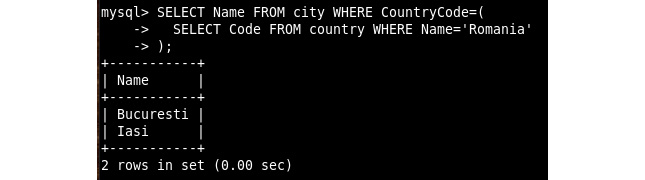 mysql> SELECT Name FROM city WHERE CountryCode=(
    ->   SELECT Code FROM country WHERE Name='Romania'
    -> );
+-----------+
| Name      |
+-----------+
| Bucuresti |
| Iasi      |
+-----------+
2 rows in set (0.00 sec)